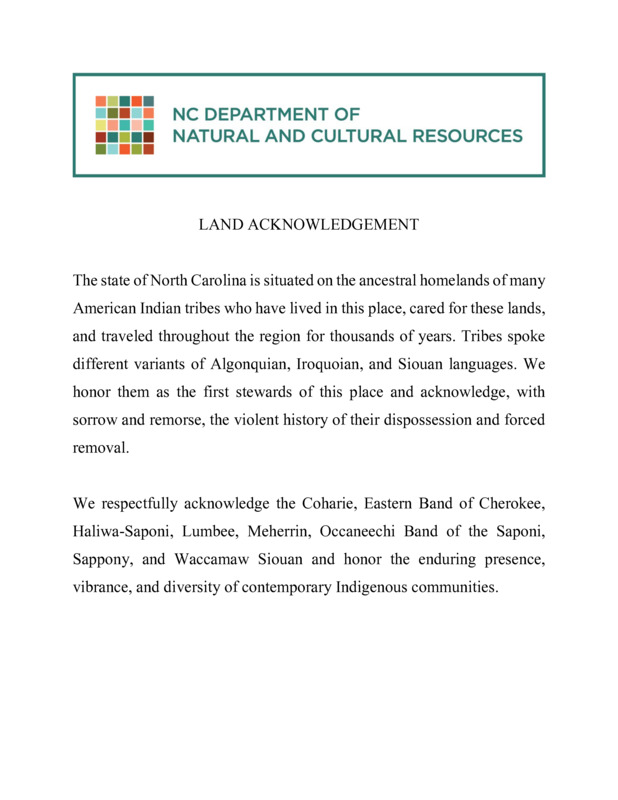 NC DEPARTMENT OF
NATURAL AND CULTURAL RESOURCES
LAND ACKNOWLEDGEMENT
The state of North Carolina is situated on the ancestral homelands of many
American Indian tribes who have lived in this place, cared for these lands,
and traveled throughout the region for thousands of years. Tribes spoke
different variants of Algonquian, Iroquoian, and Siouan languages. We
honor them as the first stewards of this place and acknowledge, with
sorrow and remorse, the violent history of their dispossession and forced
removal.
We respectfully acknowledge the Coharie, Eastern Band of Cherokee,
Haliwa-Saponi, Lumbee, Meherrin, Occaneechi Band of the Saponi,
Sappony, and Waccamaw Siouan and honor the enduring presence,
vibrance, and diversity of contemporary Indigenous communities.